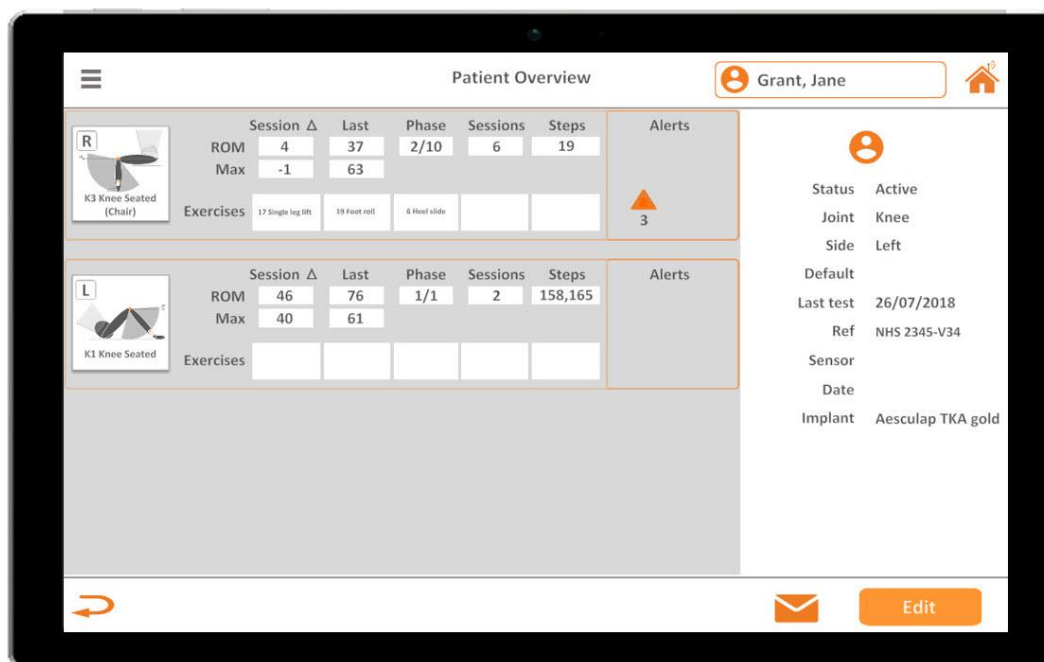 Patient Overview
Grant, Jane
R
K3 Knee Seated
(Chair)
Session Δ Last Phase Sessions Steps Alerts
ROM 4 37 2/10 6 19
Max -1 63
Exercises 17 Single leg lift 19 Foot roll 6 Heel slide
3
L
K1 Knee Seated
Session Δ Last Phase Sessions Steps Alerts
ROM 46 76 1/1 2 158,165
Max 40 61
Exercises
Status Active
Joint Knee
Side Left
Default
Last test 26/07/2018
Ref NHS 2345-V34
Sensor
Date
Implant Aesculap TKA gold
Edit